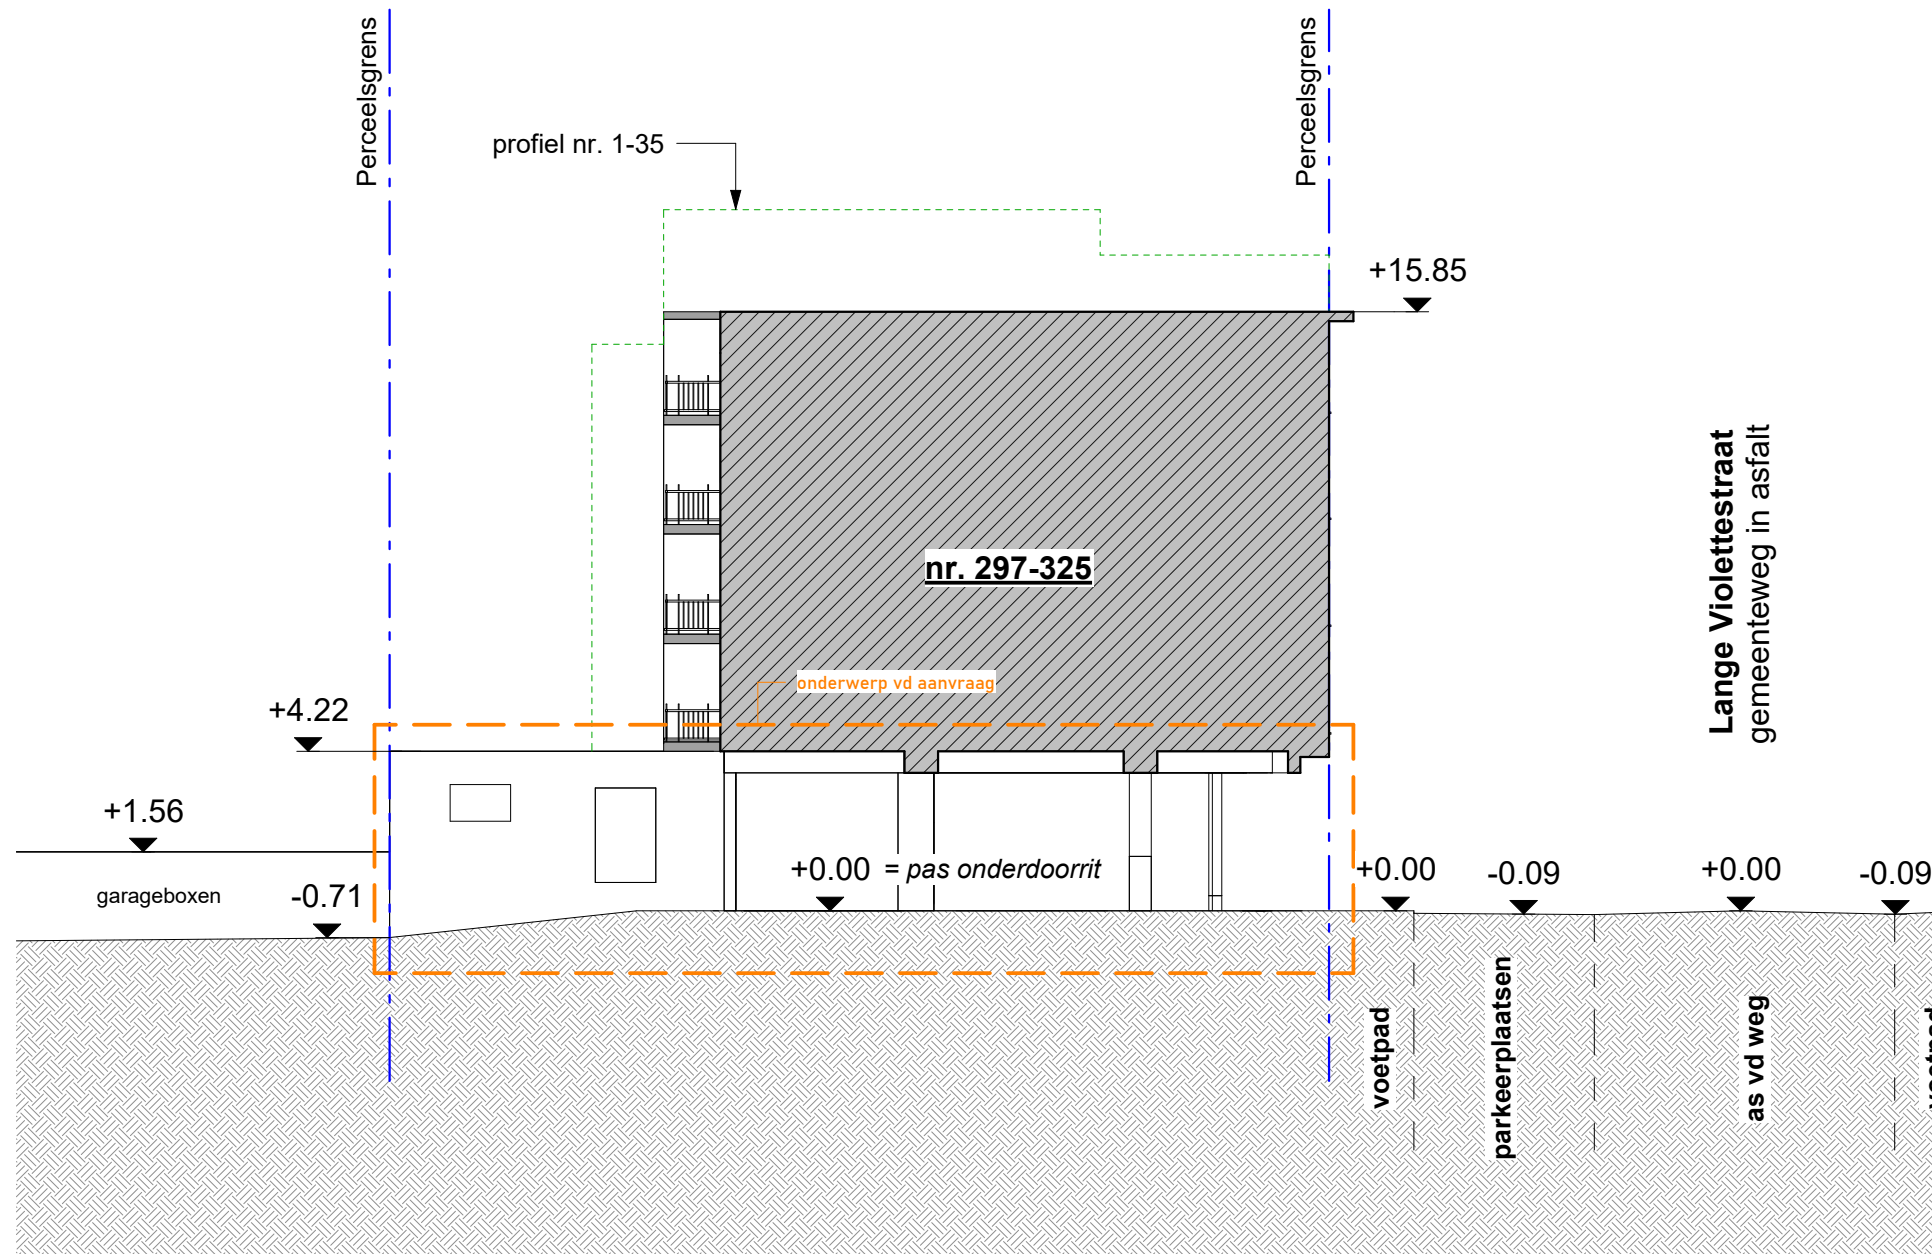 Perceelsgrens
Perceelsgrens
profiel nr. 1-35
+15.85
nr. 297-325
Lange Violettestraat
gemeenteweg in asfalt
onderwerp vd aanvraag
+4.22
+1.56
garageboxen
-0.71
+0.00 = pas onderdoorrit
+0.00
-0.09
+0.00
-0.09
voetpad
parkeerplaatsen
as vd weg